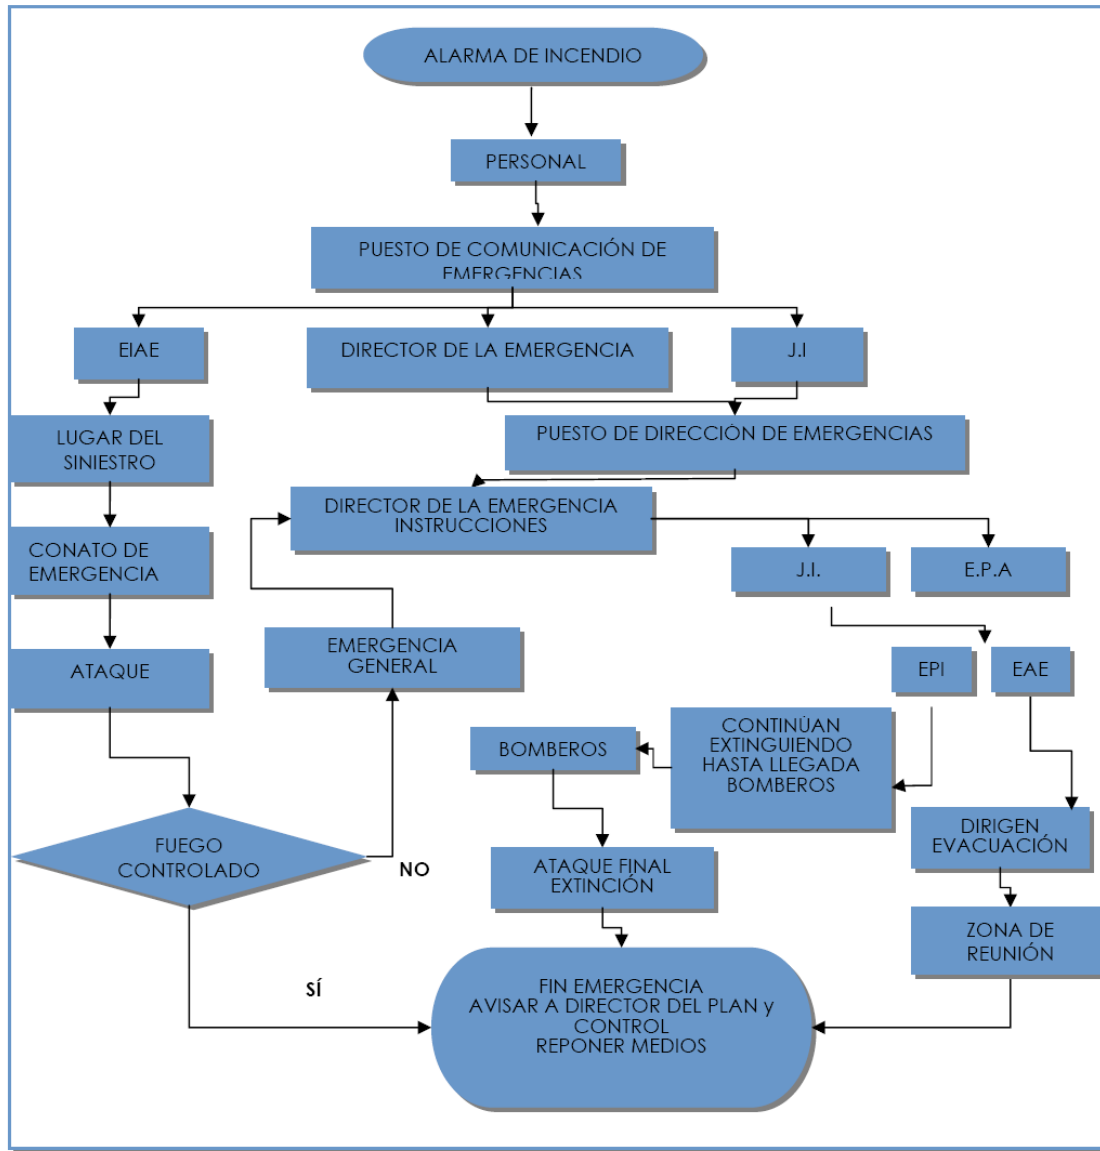 ALARMA DE INCENDIO
PERSONAL
PUESTO DE COMUNICACIÓN DE
EMERGENCIAS
EIAE
DIRECTOR DE LA EMERGENCIA
J.I
LUGAR DEL
SINIESTRO
PUESTO DE DIRECCIÓN DE EMERGENCIAS
DIRECTOR DE LA EMERGENCIA
INSTRUCCIONES
CONATO DE
EMERGENCIA
J.I.
E.P.A
EMERGENCIA
GENERAL
ATAQUE
EPI
EAE
CONTINÚAN
EXTINGUIENDO
HASTA LLEGADA
BOMBEROS
BOMBEROS
DIRIGEN
EVACUACIÓN
FUEGO
CONTROLADO
NO
ATAQUE FINAL
EXTINCIÓN
ZONA DE
REUNIÓN
SÍ
FIN EMERGENCIA
AVISAR A DIRECTOR DEL PLAN y
CONTROL
REPONER MEDIOS